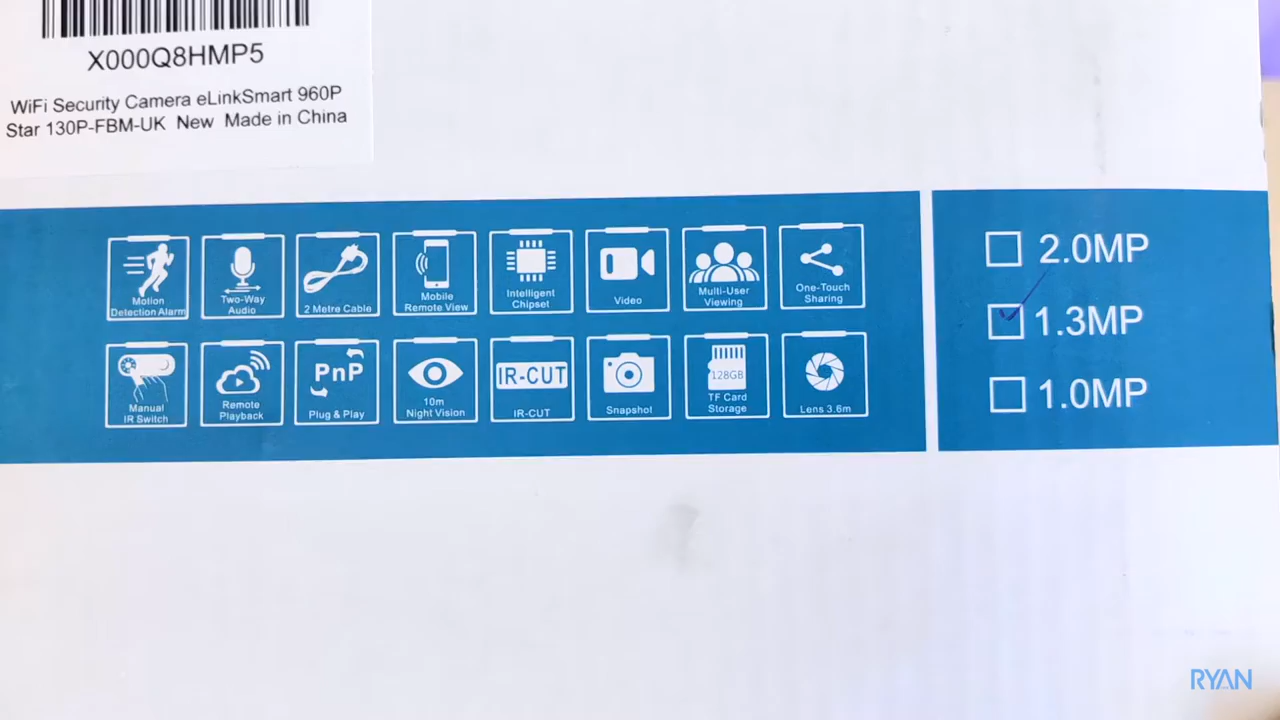 X000Q8HMP5
WiFi Security Camera eLinkSmart 960P
Star 130P-FBM-UK New Made in China
Motion
Detection Alarm
Two-Way
Audio
2 Metre Cable
Mobile
Remote View
Intelligent
Chipset
Video
Multi-User
Viewing
One-Touch
Sharing
Manual
IR Switch
Remote
Playback
PnP
Plug & Play
10m
Night Vision
IR-CUT
IR-CUT
Snapshot
128GB
TF Card
Storage
Lens 3.6m
2.0MP
1.3MP
1.0MP
RYAN